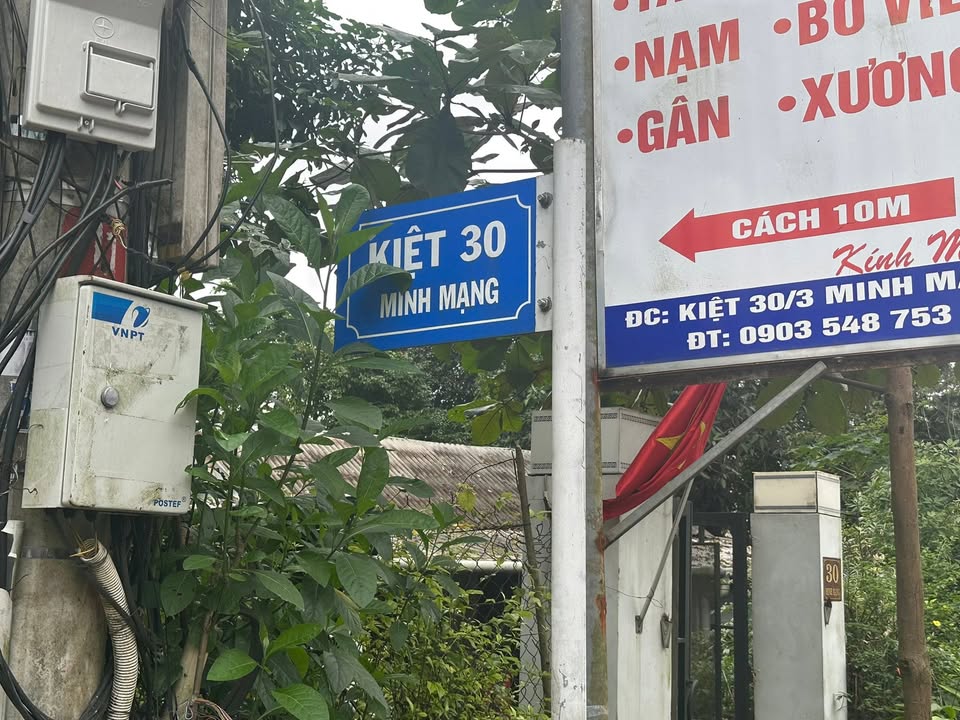 NẠM
GÂN
XƯƠNG
CÁCH 10M
Kính M
ĐC: KIỆT 30/3 MINH M
ĐT: 0903 548 753
KIỆT 30
MINH MẠNG
VNPT
POSTEF
30